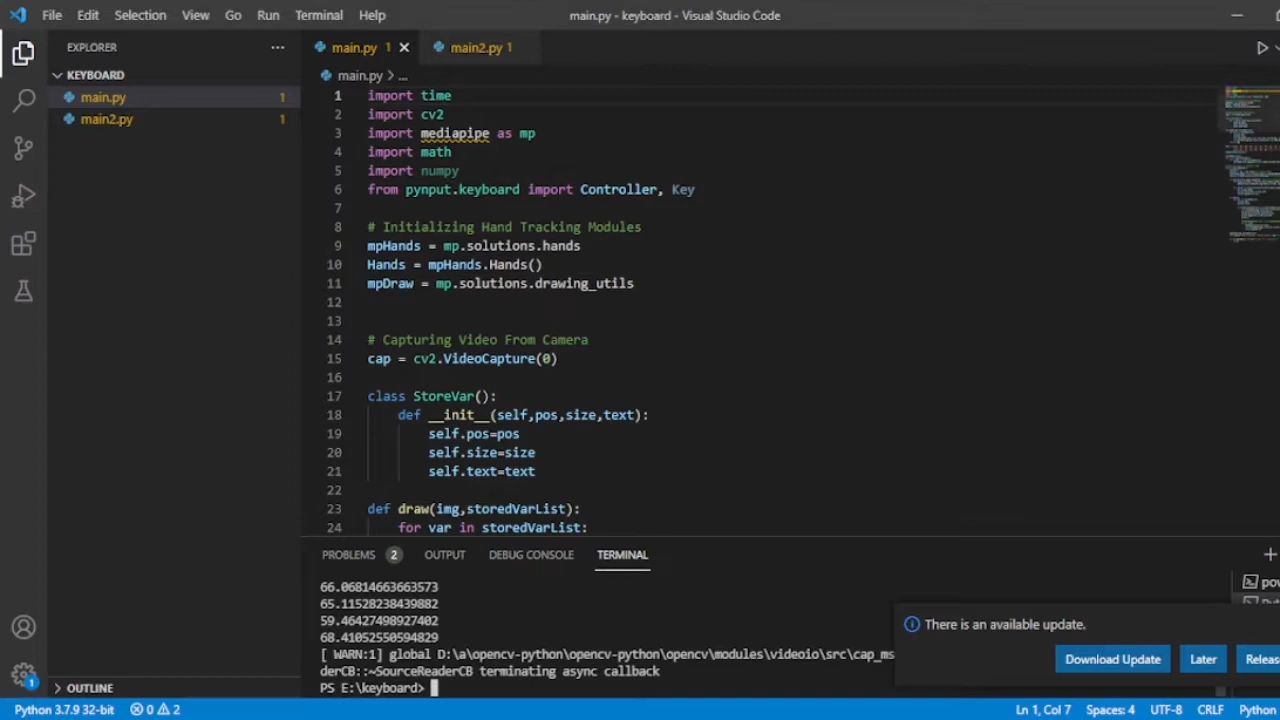 File Edit Selection View Go Run Terminal Help main.py - keyboard - Visual Studio Code
EXPLORER
KEYBOARD
main.py 1
main2.py 1
OUTLINE
main.py 1 main2.py 1
main.py > ...
1 import time
2 import cv2
3 import mediapipe as mp
4 import math
5 import numpy
6 from pynput.keyboard import Controller, Key
7
8 # Initializing Hand Tracking Modules
9 mpHands = mp.solutions.hands
10 Hands = mpHands.Hands()
11 mpDraw = mp.solutions.drawing_utils
12
13
14 # Capturing Video From Camera
15 cap = cv2.VideoCapture(0)
16
17 class StoreVar():
18 def __init__(self,pos,size,text):
19 self.pos=pos
20 self.size=size
21 self.text=text
22
23 def draw(img,storedVarList):
24 for var in storedVarList:
PROBLEMS 2 OUTPUT DEBUG CONSOLE TERMINAL
66.06814663663573
65.11528238439882
59.46427498927402
68.41052550594829
[ WARN:1] global D:\a\opencv-python\opencv-python\opencv\modules\videoio\src\cap_ms
derCB::~SourceReaderCB terminating async callback
PS E:\keyboard>
pov
There is an available update.
Download Update Later Releas
1
Python 3.7.9 32-bit 0 2 Ln 1, Col 7 Spaces: 4 UTF-8 CRLF Python